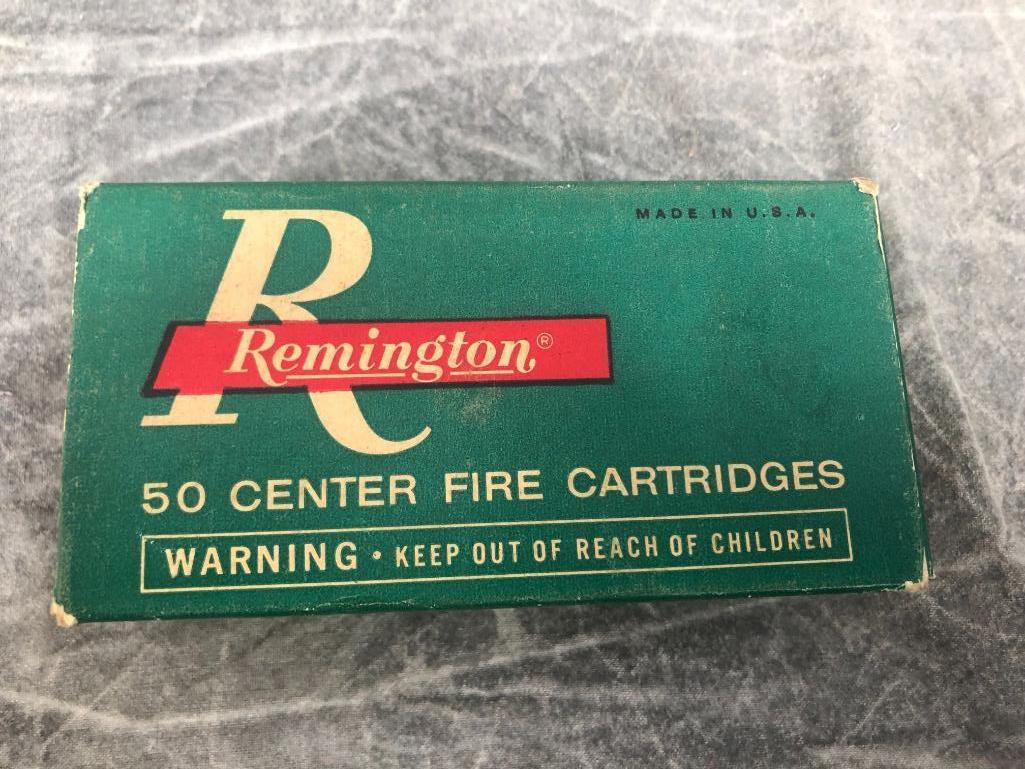 MADE IN U.S.A.
R
Remington®
50 CENTER FIRE CARTRIDGES
WARNING • KEEP OUT OF REACH OF CHILDREN